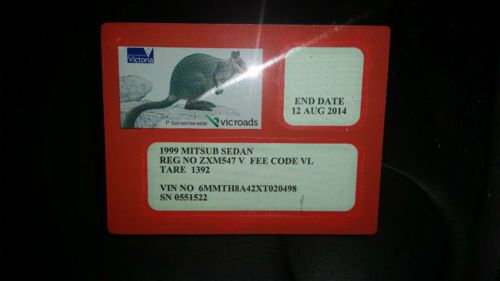 Victoria
vicroads
END DATE
12 AUG 2014
1999 MITSUB SEDAN
REG NO ZXM547 V FEE CODE VL
TARE 1392
VIN NO 6MMTH8A42XT020498
SN 0551522